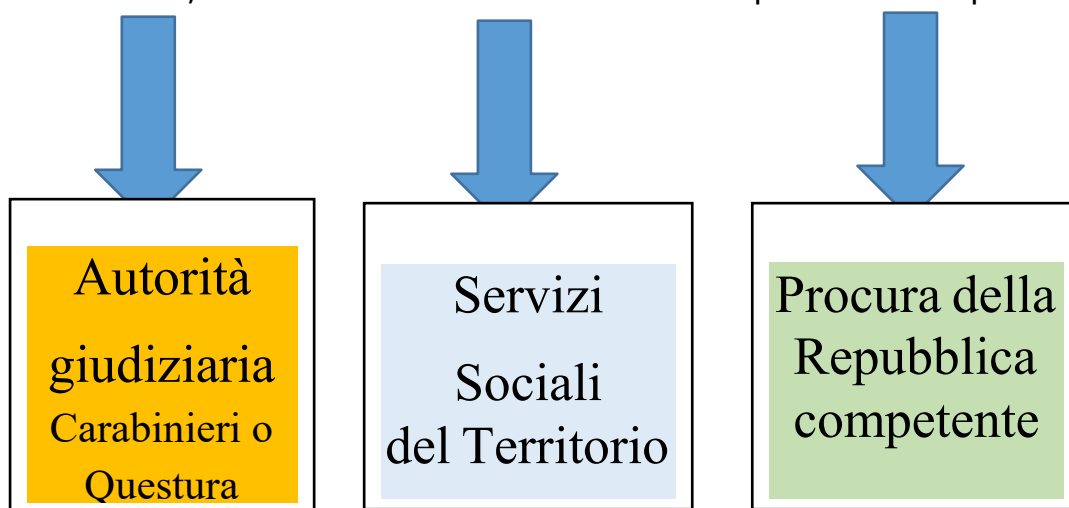 Autorità
giudiziaria
Carabinieri o
Questura
Servizi
Sociali
del Territorio
Procura della
Repubblica
competente